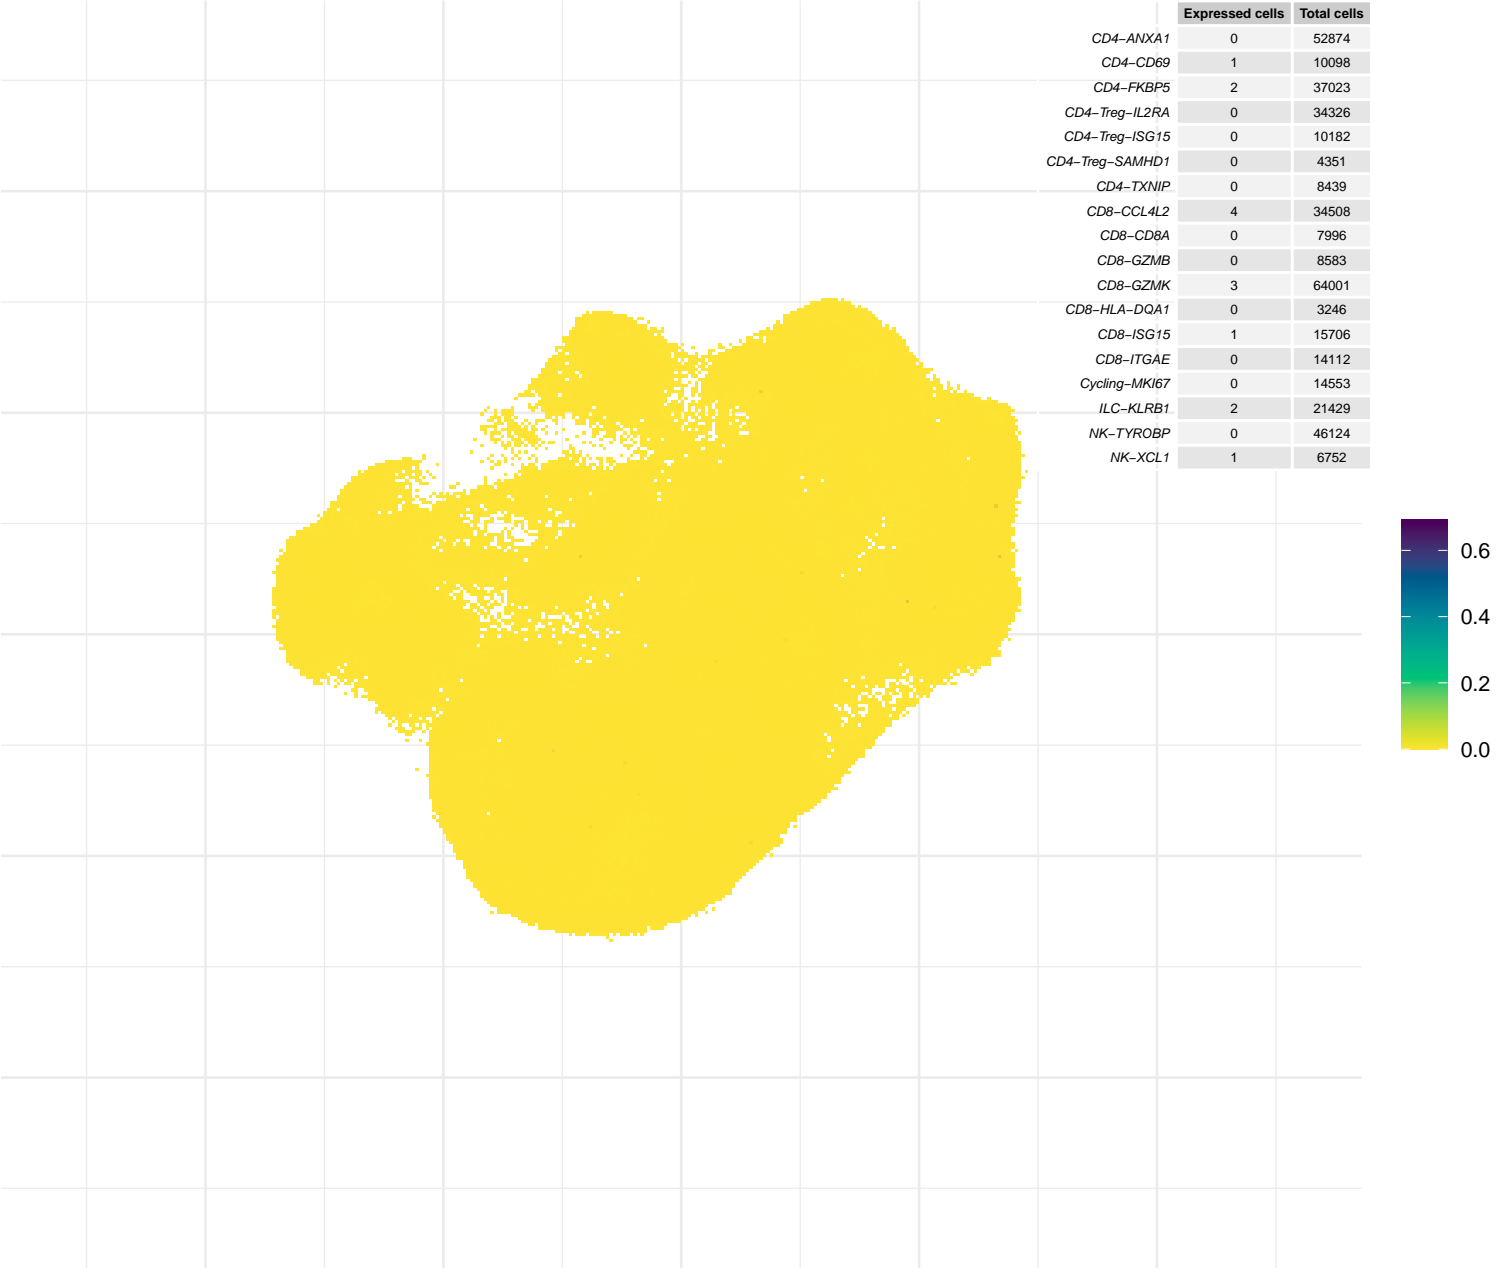 Expressed cells Total cells
CD4−ANXA1 0 52874
CD4−CD69 1 10098
CD4−FKBP5 2 37023
CD4−Treg−IL2RA 0 34326
CD4−Treg−ISG15 0 10182
CD4−Treg−SAMHD1 0 4351
CD4−TXNIP 0 8439
CD8−CCL4L2 4 34508
CD8−CD8A 0 7996
CD8−GZMB 0 8583
CD8−GZMK 3 64001
CD8−HLA−DQA1 0 3246
CD8−ISG15 1 15706
CD8−ITGAE 0 14112
Cycling−MKI67 0 14553
ILC−KLRB1 2 21429
NK−TYROBP 0 46124
NK−XCL1 1 6752
0.6
0.4
0.2
0.0